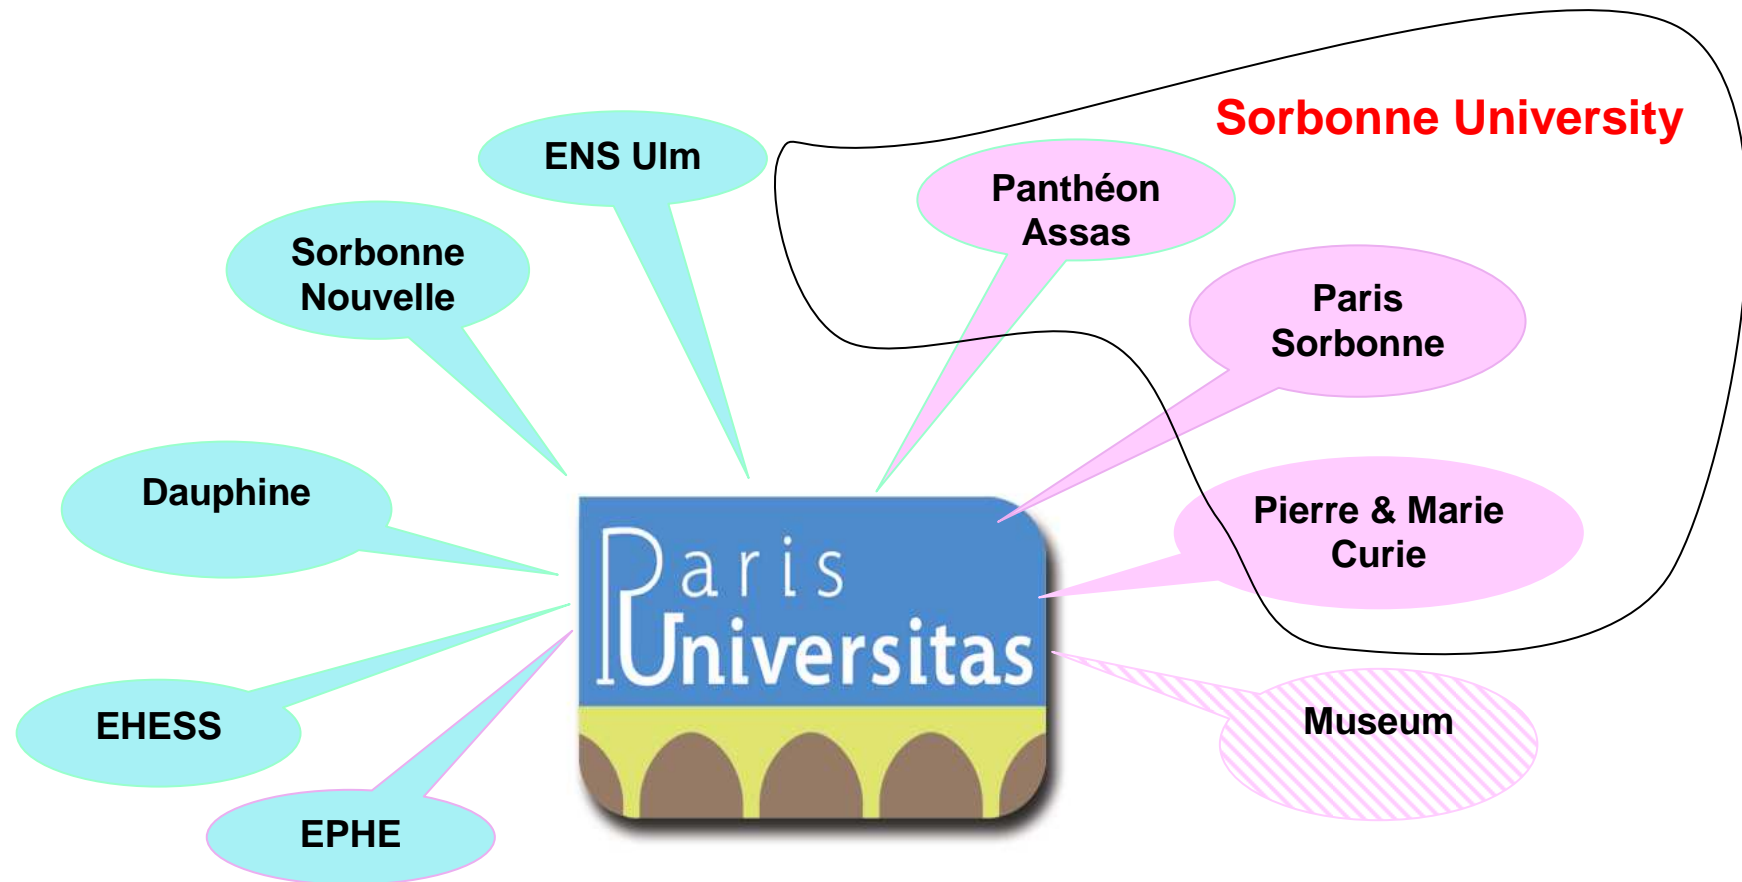 Sorbonne University
ENS Ulm
Panthéon
Assas
Sorbonne
Nouvelle
Paris
Sorbonne
Dauphine
Pierre & Marie
Curie
Paris
Universitas
EHESS
Museum
EPHE